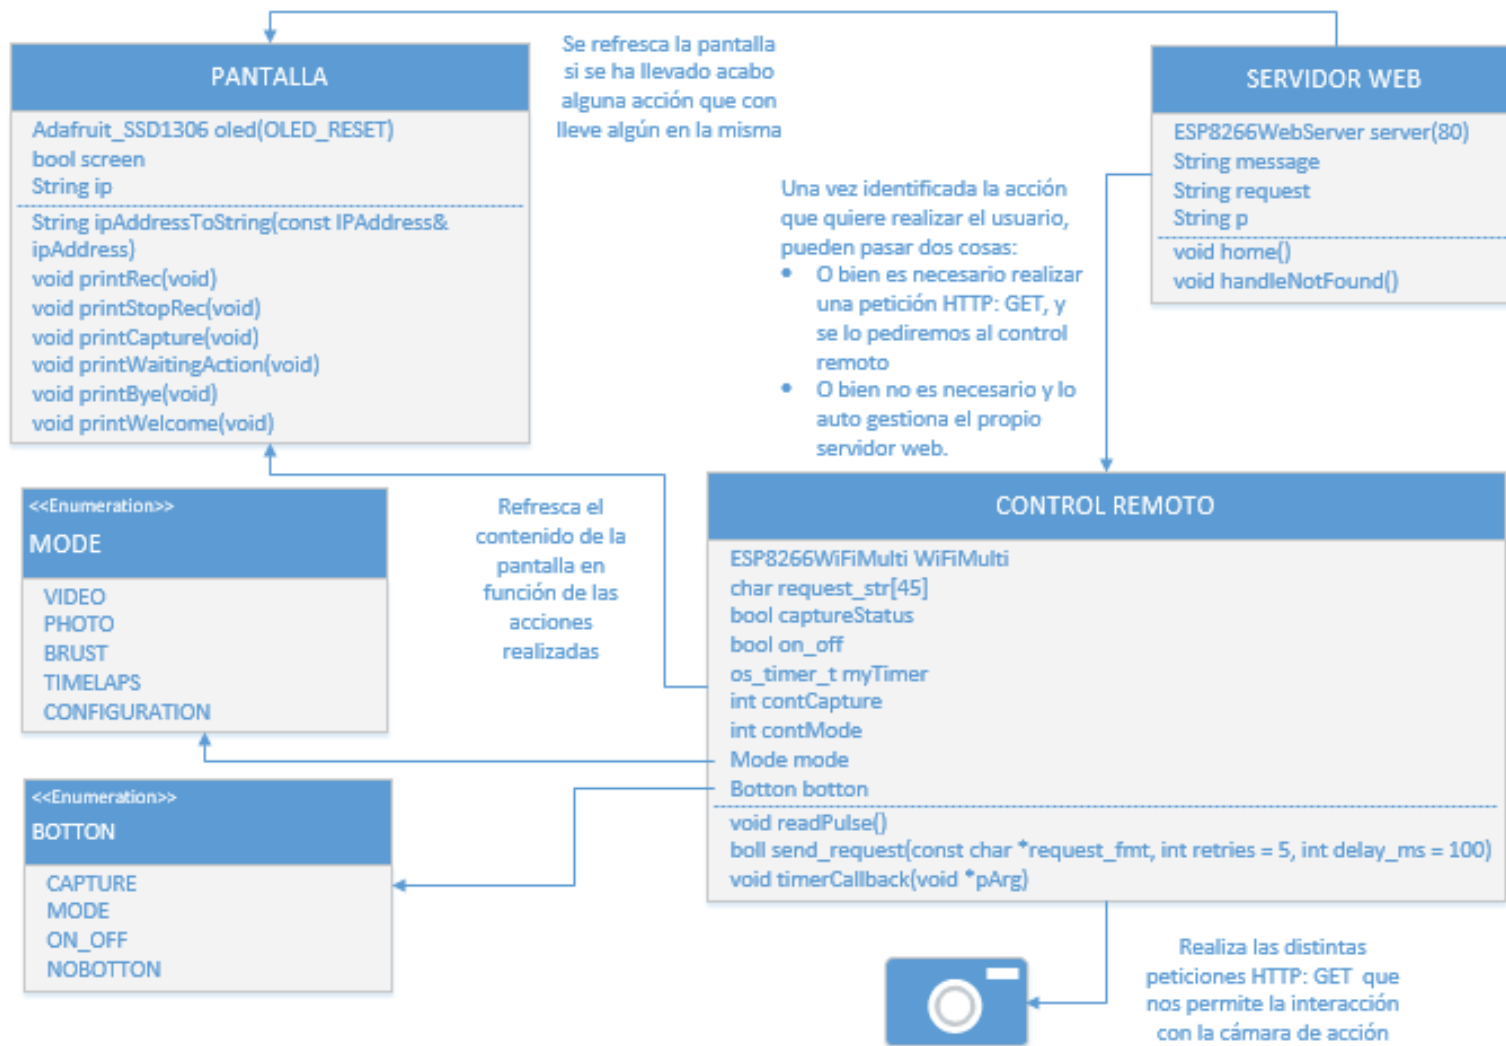 PANTALLA
Adafruit_SSD1306 oled(OLED_RESET)
bool screen
String ip
String ipAddressToString(const IPAddress&
ipAddress)
void printRec(void)
void printStopRec(void)
void printCapture(void)
void printWaitingAction(void)
void printBye(void)
void printWelcome(void)
Se refresca la pantalla
si se ha llevado acabo
alguna acción que con
lleve algún en la misma
SERVIDOR WEB
ESP8266WebServer server(80)
String message
String request
String p
void home()
void handleNotFound()
Una vez identificada la acción
que quiere realizar el usuario,
pueden pasar dos cosas:
• O bien es necesario realizar
una petición HTTP: GET, y
se lo pediremos al control
remoto
• O bien no es necesario y lo
auto gestiona el propio
servidor web.
<<Enumeration>>
MODE
VIDEO
PHOTO
BRUST
TIMELAPS
CONFIGURATION
Refresca el
contenido de la
pantalla en
función de las
acciones
realizadas
CONTROL REMOTO
ESP8266WiFiMulti WiFiMulti
char request_str[45]
bool captureStatus
bool on_off
os_timer_t myTimer
int contCapture
int contMode
Mode mode
Botton botton
void readPulse()
boll send_request(const char *request_fmt, int retries = 5, int delay_ms = 100)
void timerCallback(void *pArg)
<<Enumeration>>
BOTTON
CAPTURE
MODE
ON_OFF
NOBOTTON
Realiza las distintas
peticiones HTTP: GET que
nos permite la interacción
con la cámara de acción